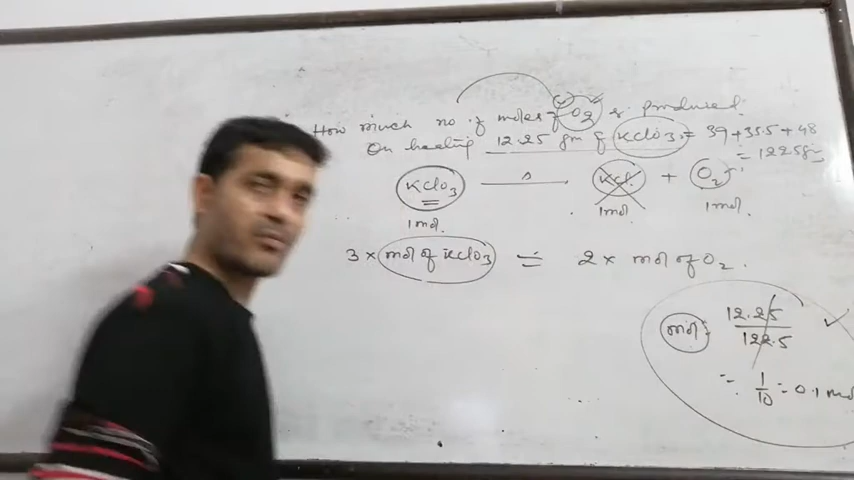 How much no of moles of O2 is produced
On heating 12.25 gm of KClO3 = 39+35.5+48
= 122.5gm
KClO3 —Δ→ KCl + O2
1mol. 1mol 1mol.
3 × mol of KClO3 = 2 × mol of O2.
mol = 12.25 / 122.5
= 1/10 = 0.1 mol